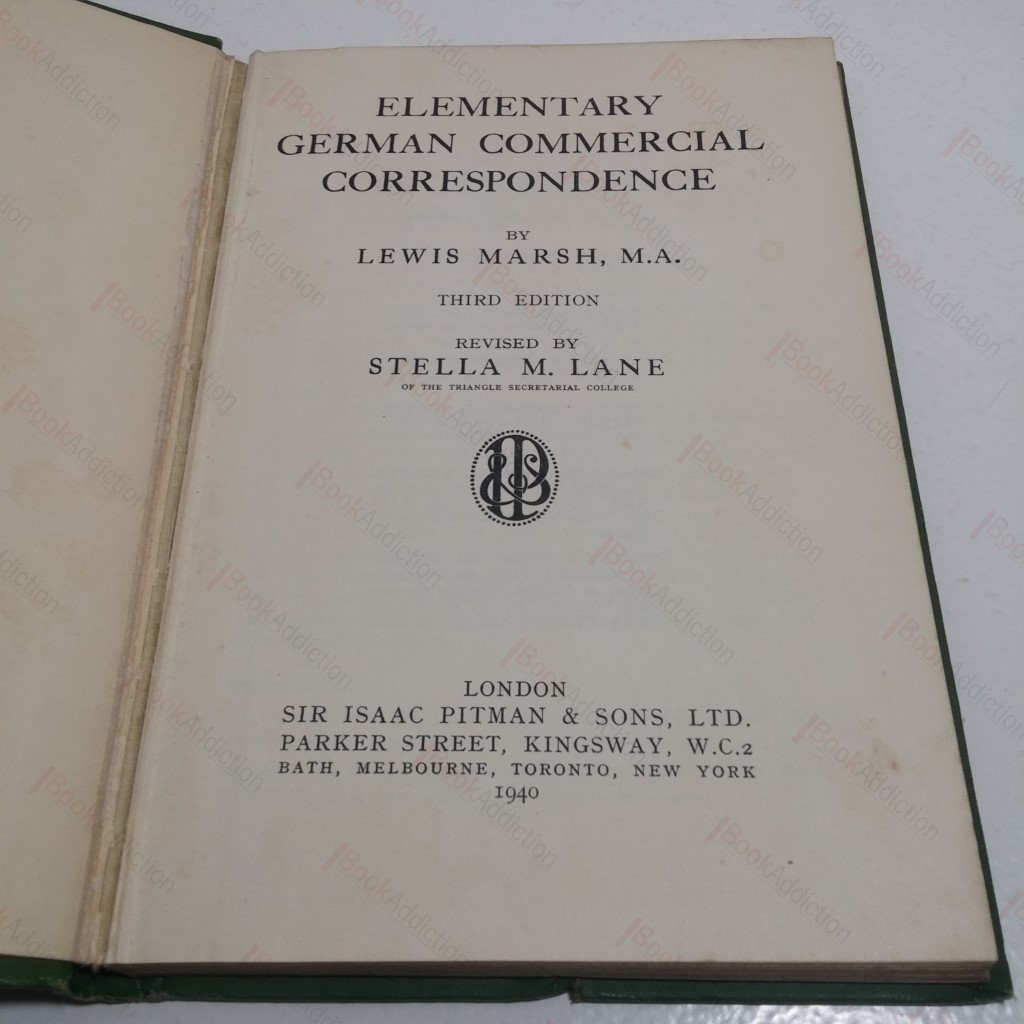 ELEMENTARY
GERMAN COMMERCIAL
CORRESPONDENCE
BY
LEWIS MARSH, M.A.
THIRD EDITION
REVISED BY
STELLA M. LANE
OF THE TRIANGLE SECRETARIAL COLLEGE
LONDON
SIR ISAAC PITMAN & SONS, LTD.
PARKER STREET, KINGSWAY, W.C.2
BATH, MELBOURNE, TORONTO, NEW YORK
1940
BookAddiction